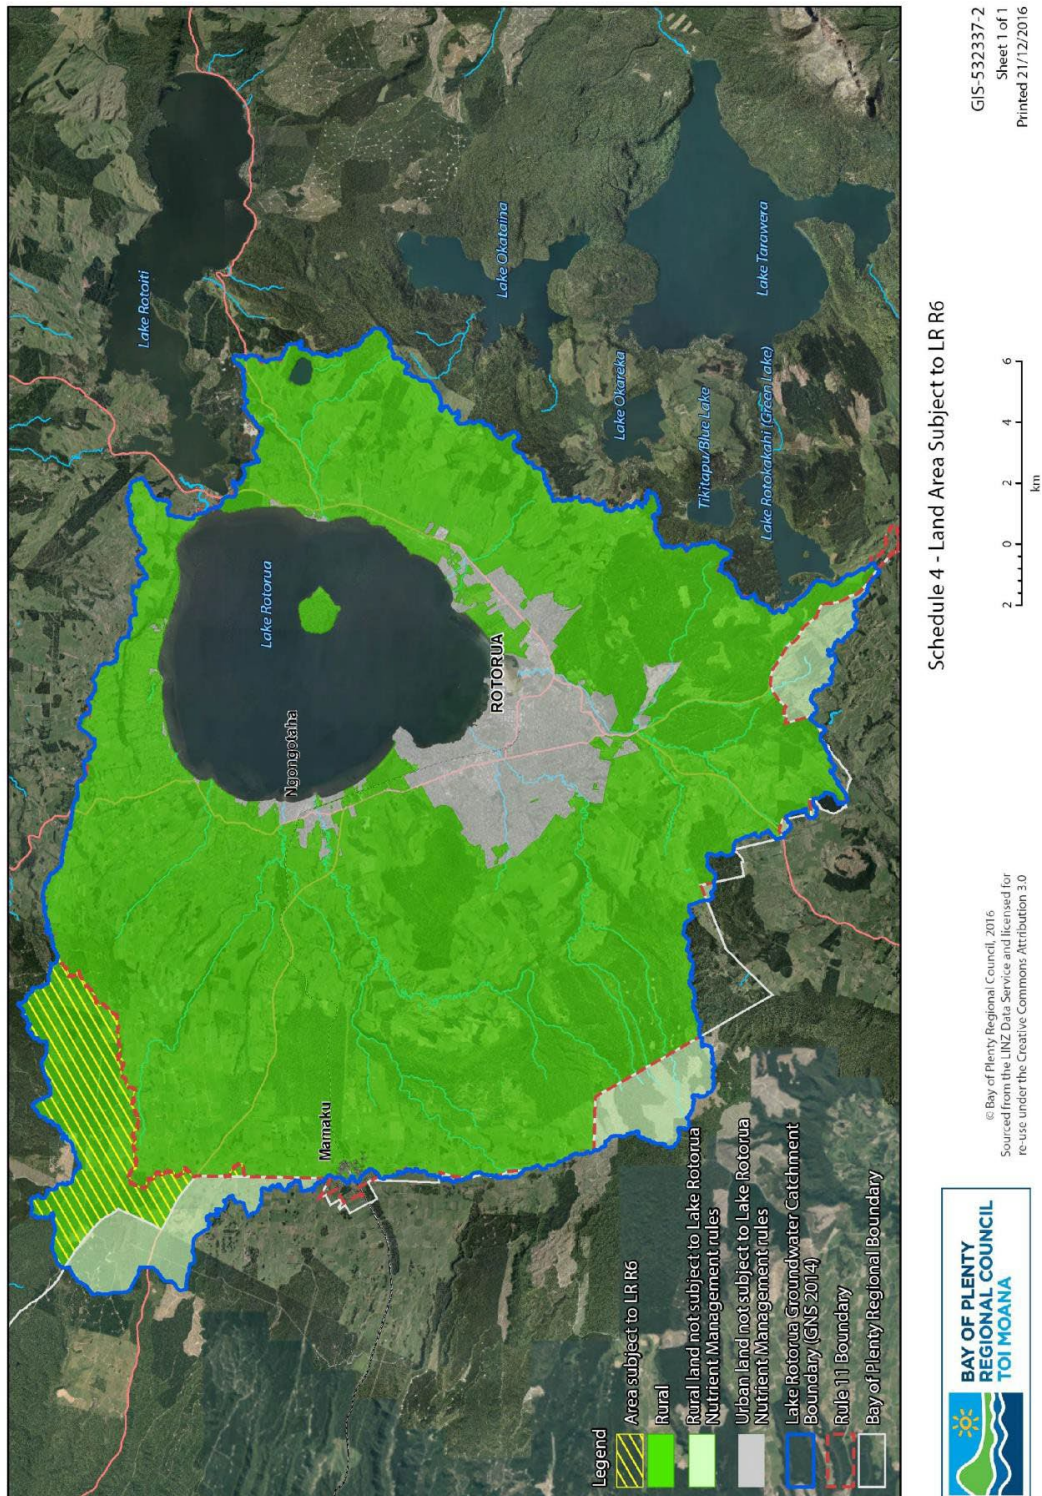 Lake Rotoiti
Lake Rotorua
Lake Okataina
Lake Okareka
Lake Tarawera
Tikitapu/Blue Lake
Lake Rotokakahi (Green Lake)
Ngongotaha
ROTORUA
Mamaku
Legend
Area subject to LR R6
Rural
Rural land not subject to Lake Rotorua
Nutrient Management rules
Urban land not subject to Lake Rotorua
Nutrient Management rules
Lake Rotorua Groundwater Catchment
Boundary (GNS 2014)
Rule 11 Boundary
Bay of Plenty Regional Boundary
BAY OF PLENTY
REGIONAL COUNCIL
TOI MOANA
© Bay of Plenty Regional Council, 2016
Sourced from the LINZ Data Service and licensed for
re-use under the Creative Commons Attribution 3.0
Schedule 4 - Land Area Subject to LR R6
2 0 2 4 6
km
GIS-532337-2
Sheet 1 of 1
Printed 21/12/2016